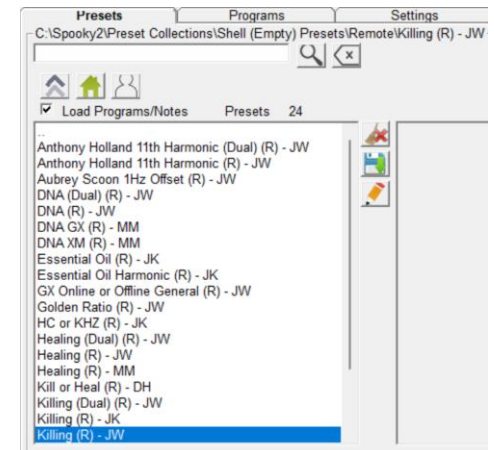 Presets Programs Settings
C:\Spooky2\Preset Collections\Shell (Empty) Presets\Remote\Killing (R) - JW
Load Programs/Notes Presets 24
..
Anthony Holland 11th Harmonic (Dual) (R) - JW
Anthony Holland 11th Harmonic (R) - JW
Aubrey Scoon 1Hz Offset (R) - JW
DNA (Dual) (R) - JW
DNA (R) - JW
DNA GX (R) - MM
DNA XM (R) - MM
Essential Oil (R) - JK
Essential Oil Harmonic (R) - JK
GX Online or Offline General (R) - JW
Golden Ratio (R) - JW
HC or KHZ (R) - JK
Healing (Dual) (R) - JW
Healing (R) - JW
Healing (R) - MM
Kill or Heal (R) - DH
Killing (Dual) (R) - JW
Killing (R) - JK
Killing (R) - JW